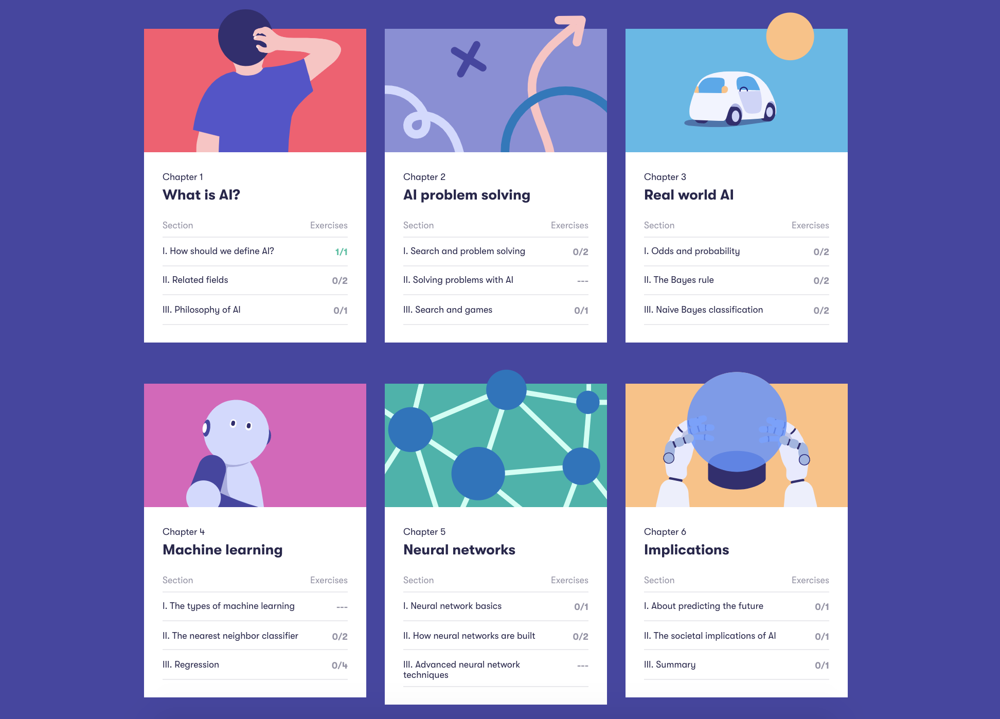 Chapter 1
What is AI?
Section Exercises
I. How should we define AI? 1/1
II. Related fields 0/2
III. Philosophy of AI 0/1
Chapter 2
AI problem solving
Section Exercises
I. Search and problem solving 0/2
II. Solving problems with AI ---
III. Search and games 0/1
Chapter 3
Real world AI
Section Exercises
I. Odds and probability 0/2
II. The Bayes rule 0/2
III. Naive Bayes classification 0/2
Chapter 4
Machine learning
Section Exercises
I. The types of machine learning ---
II. The nearest neighbor classifier 0/2
III. Regression 0/4
Chapter 5
Neural networks
Section Exercises
I. Neural network basics 0/1
II. How neural networks are built 0/2
III. Advanced neural network ---
techniques
Chapter 6
Implications
Section Exercises
I. About predicting the future 0/1
II. The societal implications of AI 0/1
III. Summary 0/1